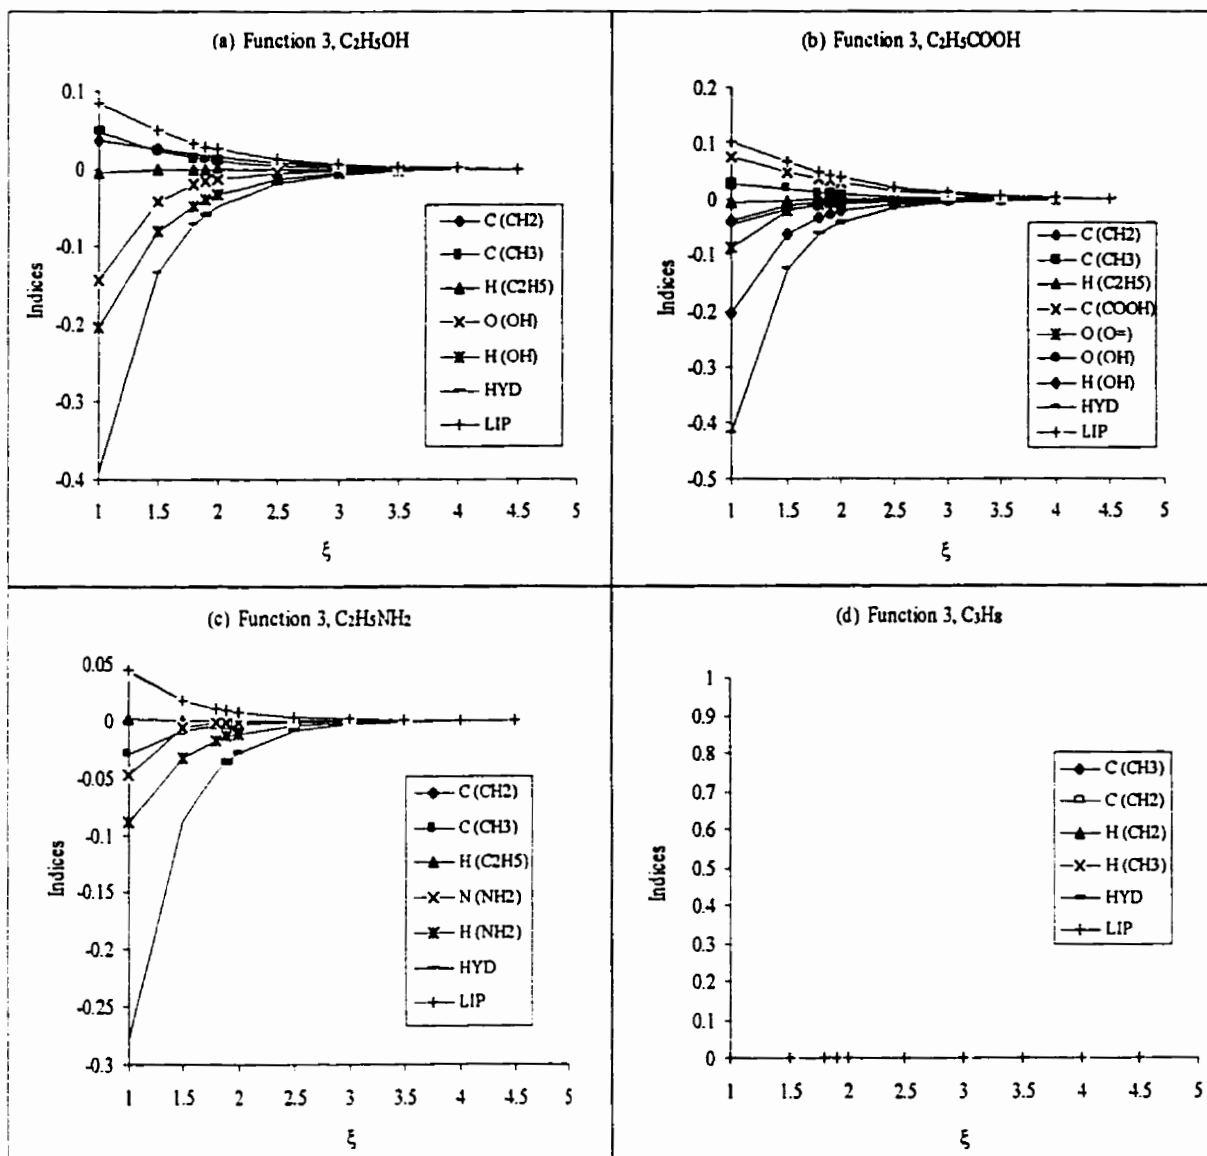 (a) Function 3, C₂H₅OH
0.1
0
-0.1
-0.2
-0.3
-0.4
Indices
1 1.5 2 2.5 3 3.5 4 4.5 5
ξ
C (CH2)
C (CH3)
H (C2H5)
O (OH)
H (OH)
HYD
LIP
(b) Function 3, C₂H₅COOH
0.2
0.1
0
-0.1
-0.2
-0.3
-0.4
-0.5
Indices
1 1.5 2 2.5 3 3.5 4 4.5 5
ξ
C (CH2)
C (CH3)
H (C2H5)
C (COOH)
O (O=)
O (OH)
H (OH)
HYD
LIP
(c) Function 3, C₂H₅NH₂
0.05
0
-0.05
-0.1
-0.15
-0.2
-0.25
-0.3
Indices
1 1.5 2 2.5 3 3.5 4 4.5 5
ξ
C (CH2)
C (CH3)
H (C2H5)
N (NH2)
H (NH2)
HYD
LIP
(d) Function 3, C₃H₈
1
0.9
0.8
0.7
0.6
0.5
0.4
0.3
0.2
0.1
0
Indices
1 1.5 2 2.5 3 3.5 4 4.5 5
ξ
C (CH3)
C (CH2)
H (CH2)
H (CH3)
HYD
LIP